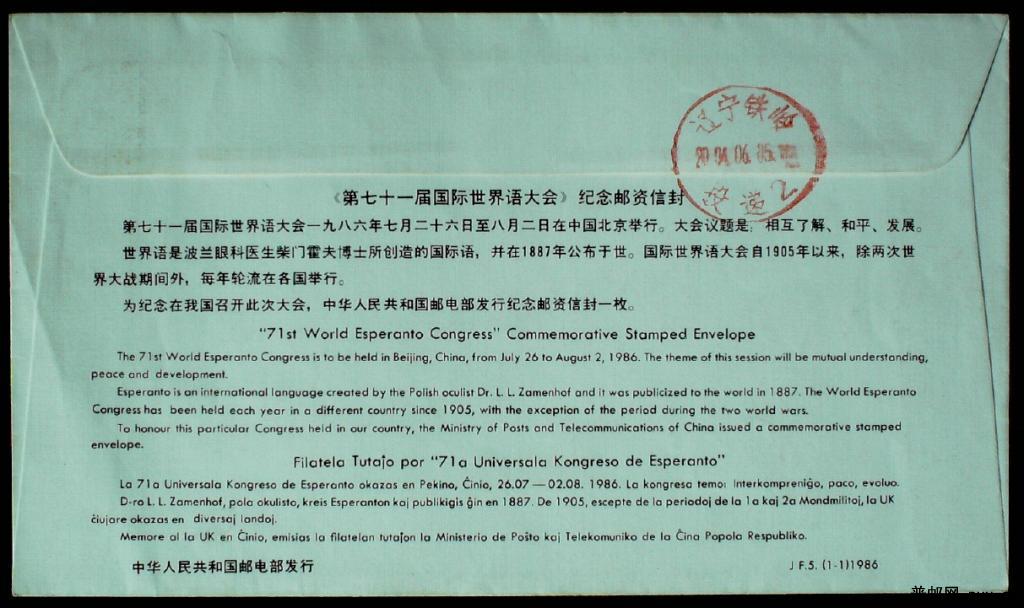 辽宁铁岭
《第七十一届国际世界语大会》纪念邮资信封
第七十一届国际世界语大会一九八六年七月二十六日至八月二日在中国北京举行。大会议题是：相互了解、和平、发展。
世界语是波兰眼科医生柴门霍夫博士所创造的国际语，并在1887年公布于世。国际世界语大会自1905年以来，除两次世
界大战期间外，每年轮流在各国举行。
为纪念在我国召开此次大会，中华人民共和国邮电部发行纪念邮资信封一枚。
"71st World Esperanto Congress" Commemorative Stamped Envelope
The 71st World Esperanto Congress is to be held in Beijing, China, from July 26 to August 2, 1986. The theme of this session will be mutual understanding,
peace and development.
Esperanto is an international language created by the Polish oculist Dr. L. L. Zamenhof and it was publicized to the world in 1887. The World Esperanto
Congress has been held each year in a different country since 1905, with the exception of the period during the two world wars.
To honour this particular Congress held in our country, the Ministry of Posts and Telecommunications of China issued a commemorative stamped
envelope.
Filatela Tutaĵo por "71a Universala Kongreso de Esperanto"
La 71a Universala Kongreso de Esperanto okazas en Pekino, Ĉinio, 26.07—02.08. 1986. La kongresa temo: Interkompreniĝo, paco, evoluo.
D-ro L. L. Zamenhof, pola okulisto, kreis Esperanton kaj publikigis ĝin en 1887. De 1905, escepte de la periodoj de la 1a kaj 2a Mondmilitoj, la UK
ĉiujare okazas en diversaj landoj.
Memore al la UK en Ĉinio, emisias la filatelan tutaĵon la Ministerio de Poŝto kaj Telekomuniko de la Ĉina Popola Respubliko.
中华人民共和国邮电部发行
J F.5. (1-1)1986